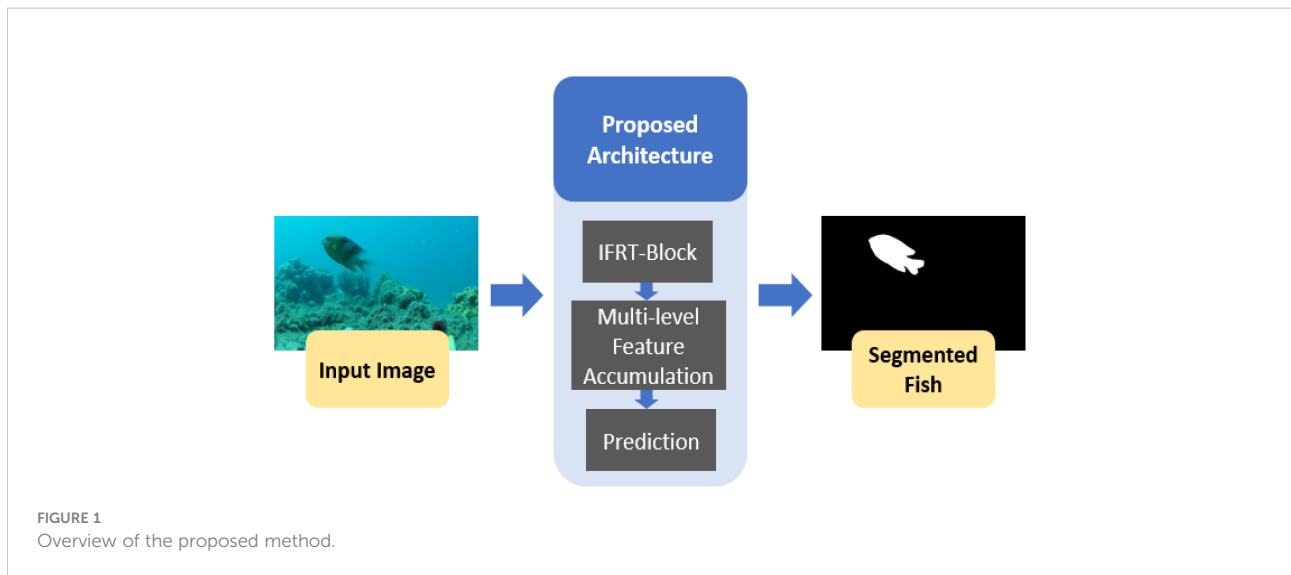 Proposed
Architecture
IFRT-Block
Multi-level
Feature
Accumulation
Prediction
Input Image
Segmented
Fish
FIGURE 1
Overview of the proposed method.